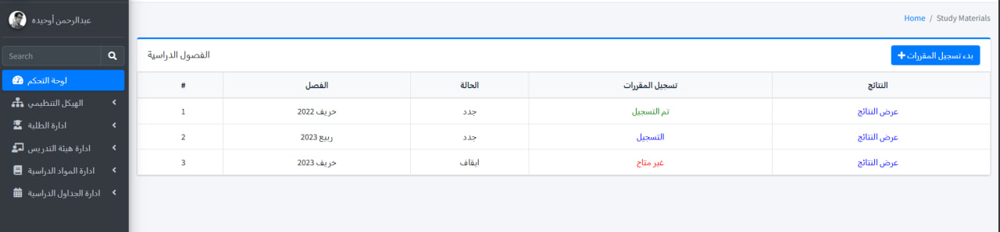 عبدالرحمن أوحيده
Search
لوحة التحكم
الهيكل التنظيمي
ادارة الطلبة
ادارة هيئة التدريس
ادارة المواد الدراسية
ادارة الجداول الدراسية
Home / Study Materials
الفصول الدراسية
بدء تسجيل المقررات +
# الفصل الحالة تسجيل المقررات النتائج
1 خريف 2022 جدد تم التسجيل عرض النتائج
2 ربيع 2023 جدد التسجيل عرض النتائج
3 خريف 2023 ايقاف غير متاح عرض النتائج